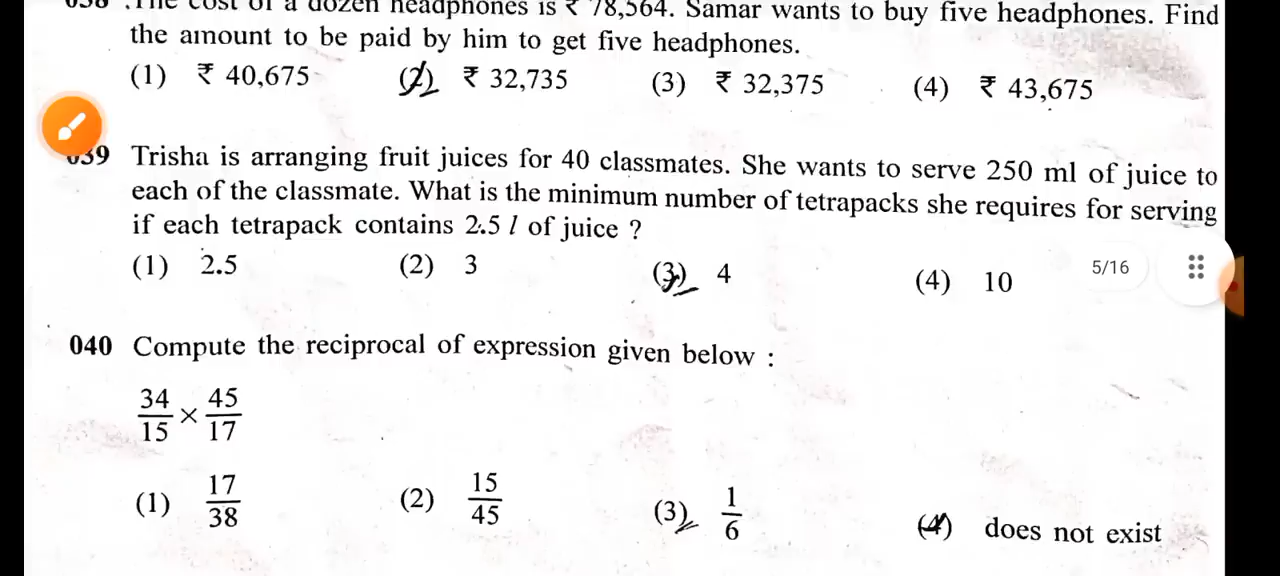 038 .The cost of a dozen headphones is ₹ 78,564. Samar wants to buy five headphones. Find
the amount to be paid by him to get five headphones.
(1) ₹ 40,675 (2) ₹ 32,735 (3) ₹ 32,375 (4) ₹ 43,675
039 Trisha is arranging fruit juices for 40 classmates. She wants to serve 250 ml of juice to
each of the classmate. What is the minimum number of tetrapacks she requires for serving
if each tetrapack contains 2.5 l of juice ?
(1) 2.5 (2) 3 (3) 4 (4) 10
5/16
040 Compute the reciprocal of expression given below :
34/15 × 45/17
(1) 17/38 (2) 15/45 (3) 1/6 (4) does not exist